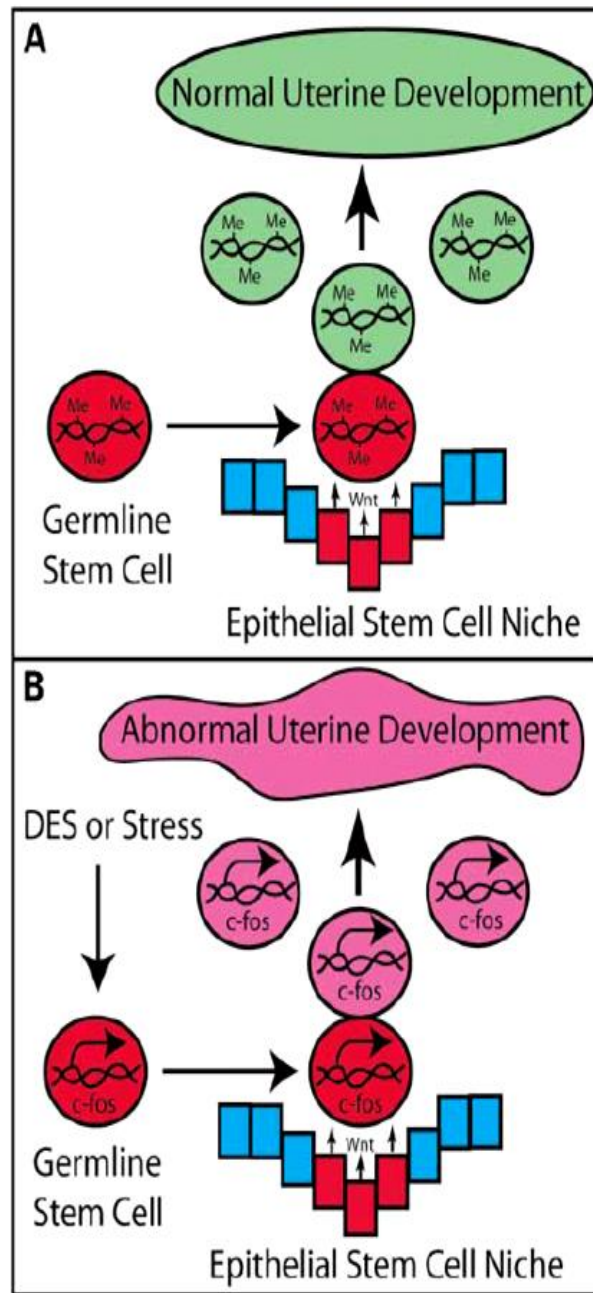 A
Normal Uterine Development
Me Me Me
Me Me Me
Me Me Me
Me Me Me
Me Me Me
Germline
Stem Cell
Wnt
Epithelial Stem Cell Niche
B
Abnormal Uterine Development
DES or Stress
c-fos
c-fos
c-fos
c-fos
c-fos
Germline
Stem Cell
Wnt
Epithelial Stem Cell Niche